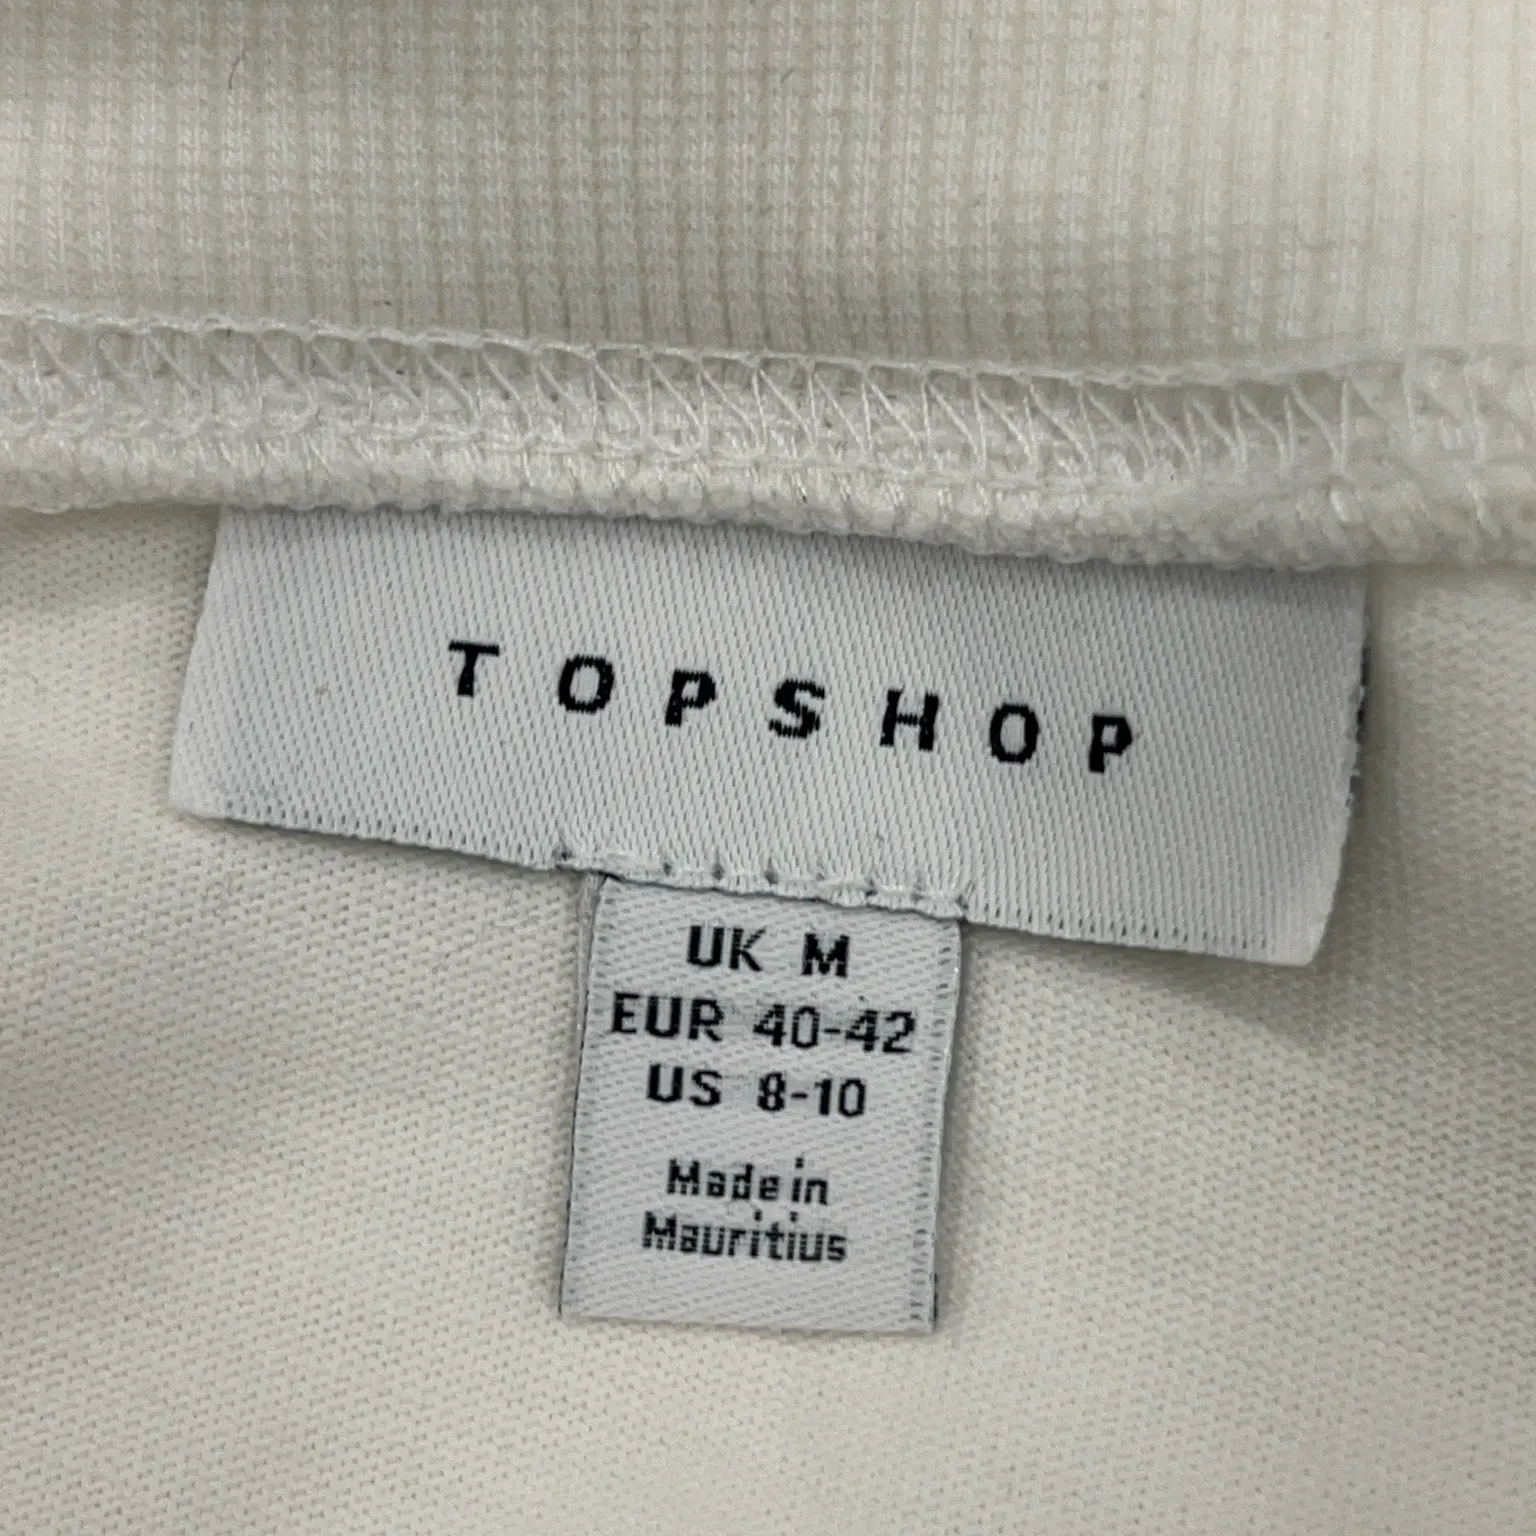 TOPSHOP
UK M
EUR 40-42
US 8-10
Made in
Mauritius